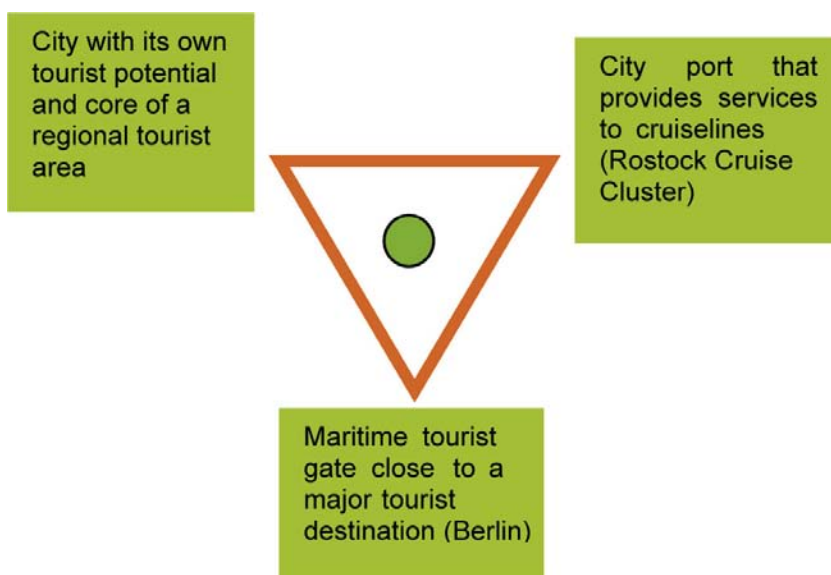 City with its own
tourist potential
and core of a
regional tourist
area
City port that
provides services
to cruiselines
(Rostock Cruise
Cluster)
Maritime tourist
gate close to a
major tourist
destination (Berlin)